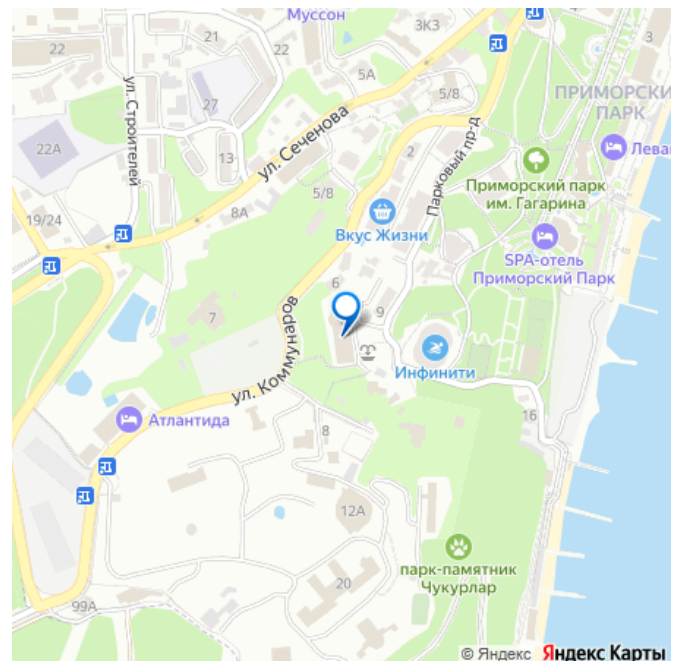 Муссон
22
21
22
3К3
3
5А
5/8
ул. Строителей
27
ул. Сеченова
2
ПРИМОРСКИ
ПАРК
Лева
22А
13
Парковый пр-д
Приморский парк
им. Гагарина
19/24
8А
5/8
Вкус Жизни
SPA-отель
Приморский Парк
6
7
9
ул. Коммунаров
Инфинити
Атлантида
8
16
12А
парк-памятник
Чукурлар
20
99А
© Яндекс Яндекс Карты